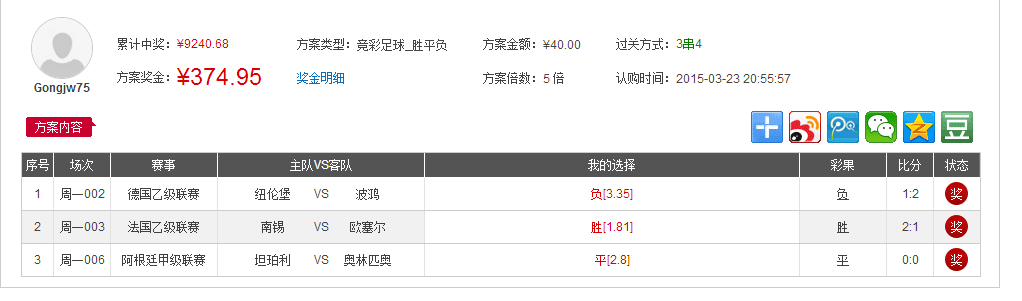 累计中奖：¥9240.68 方案类型：竞彩足球_胜平负 方案金额：¥40.00 过关方式：3串4
方案奖金：¥374.95 奖金明细 方案倍数：5 倍 认购时间：2015-03-23 20:55:57
Gongjw75
方案内容
序号 场次 赛事 主队VS客队 我的选择 彩果 比分 状态
1 周一002 德国乙级联赛 纽伦堡 VS 波鸿 负[3.35] 负 1:2 奖
2 周一003 法国乙级联赛 南锡 VS 欧塞尔 胜[1.81] 胜 2:1 奖
3 周一006 阿根廷甲级联赛 坦珀利 VS 奥林匹奥 平[2.8] 平 0:0 奖